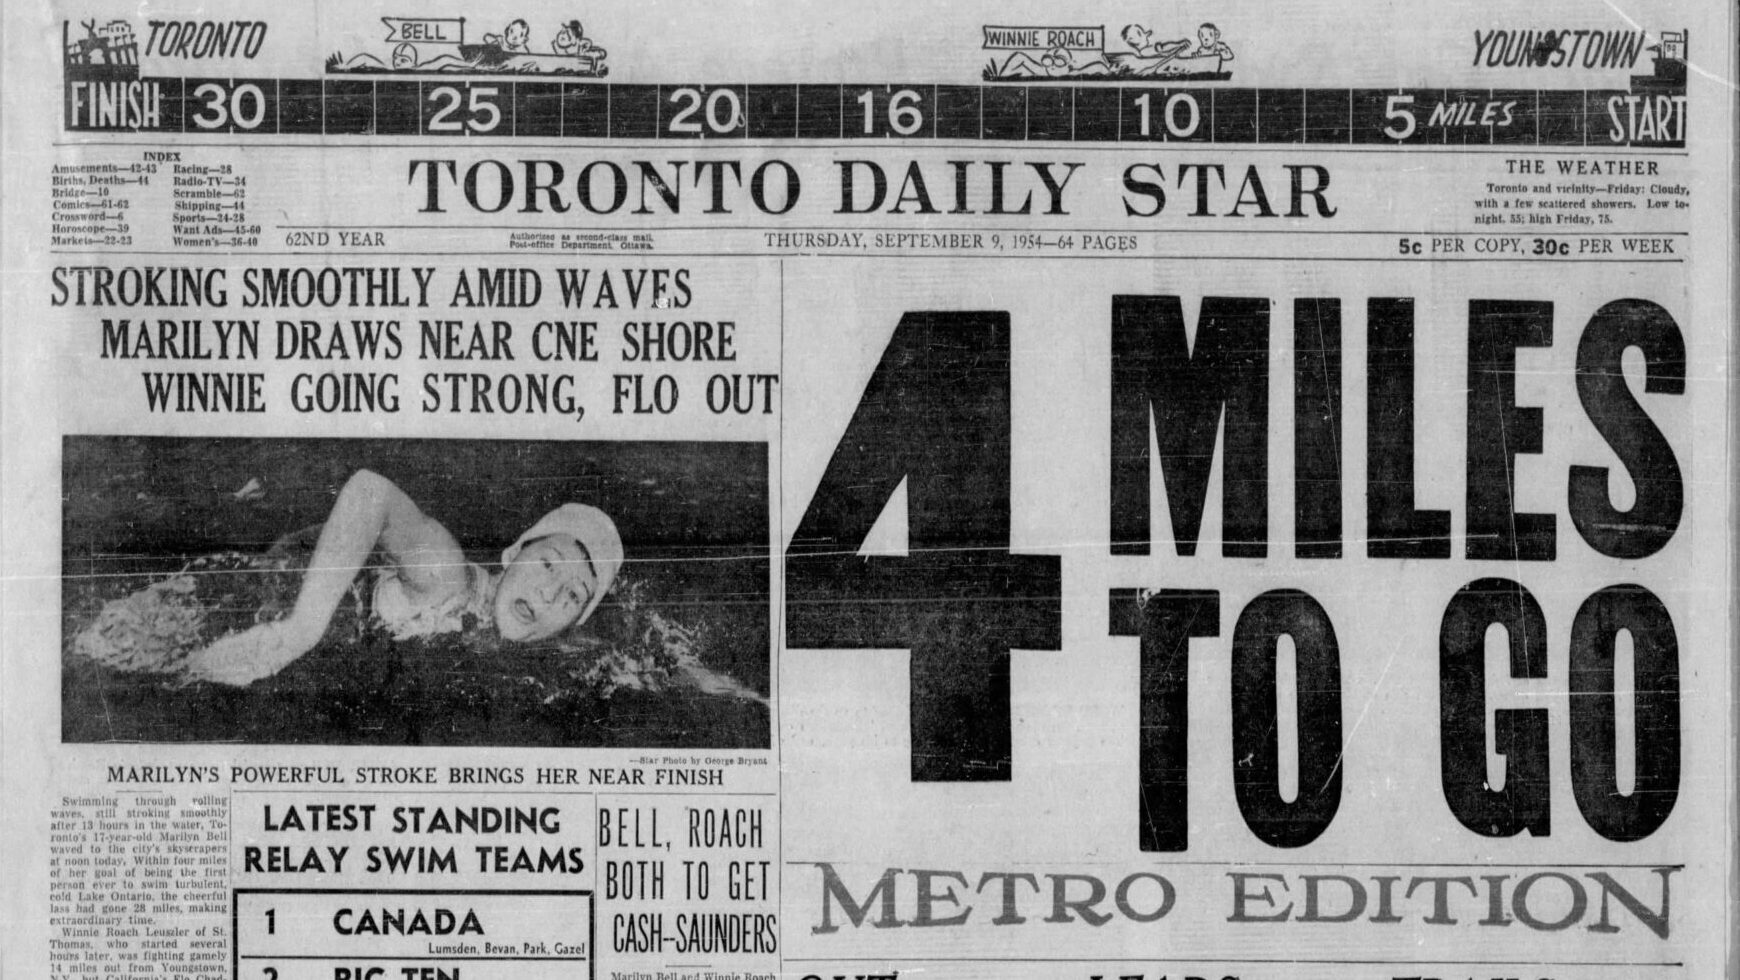 TORONTO
BELL
WINNIE ROACH
YOUNGSTOWN
FINISH 30 25 20 16 10 5 MILES START
INDEX
Amusements—42-43
Births, Deaths—44
Bridge—10
Comics—61-62
Crossword—6
Horoscope—39
Markets—22-23
Racing—28
Radio-TV—34
Scramble—62
Shipping—44
Sports—24-28
Want Ads—45-60
Women's—36-40
TORONTO DAILY STAR
THE WEATHER
Toronto and vicinity—Friday: Cloudy,
with a few scattered showers. Low to-
night, 55; high Friday, 75.
62ND YEAR
Authorized as second-class mail,
Post-office Department, Ottawa.
THURSDAY, SEPTEMBER 9, 1954—64 PAGES
5c PER COPY, 30c PER WEEK
STROKING SMOOTHLY AMID WAVES
MARILYN DRAWS NEAR CNE SHORE
WINNIE GOING STRONG, FLO OUT
4 MILES
TO GO
—Star Photo by George Bryant
MARILYN'S POWERFUL STROKE BRINGS HER NEAR FINISH
Swimming through rolling
waves, still stroking smoothly
after 13 hours in the water, To-
ronto's 17-year-old Marilyn Bell
waved to the city's skyscrapers
at noon today. Within four miles
of her goal of being the first
person ever to swim turbulent,
cold Lake Ontario, the cheerful
lass had gone 28 miles, making
extraordinary time.
Winnie Roach Leuszler of St.
Thomas, who started several
hours later, was fighting gamely
14 miles out from Youngstown,
N.Y., but California's Flo Chad-
LATEST STANDING
RELAY SWIM TEAMS
1 CANADA
Lumsden, Bevan, Park, Gazel
2 BIG TEN
BELL, ROACH
BOTH TO GET
CASH--SAUNDERS
Marilyn Bell and Winnie Roach
METRO EDITION